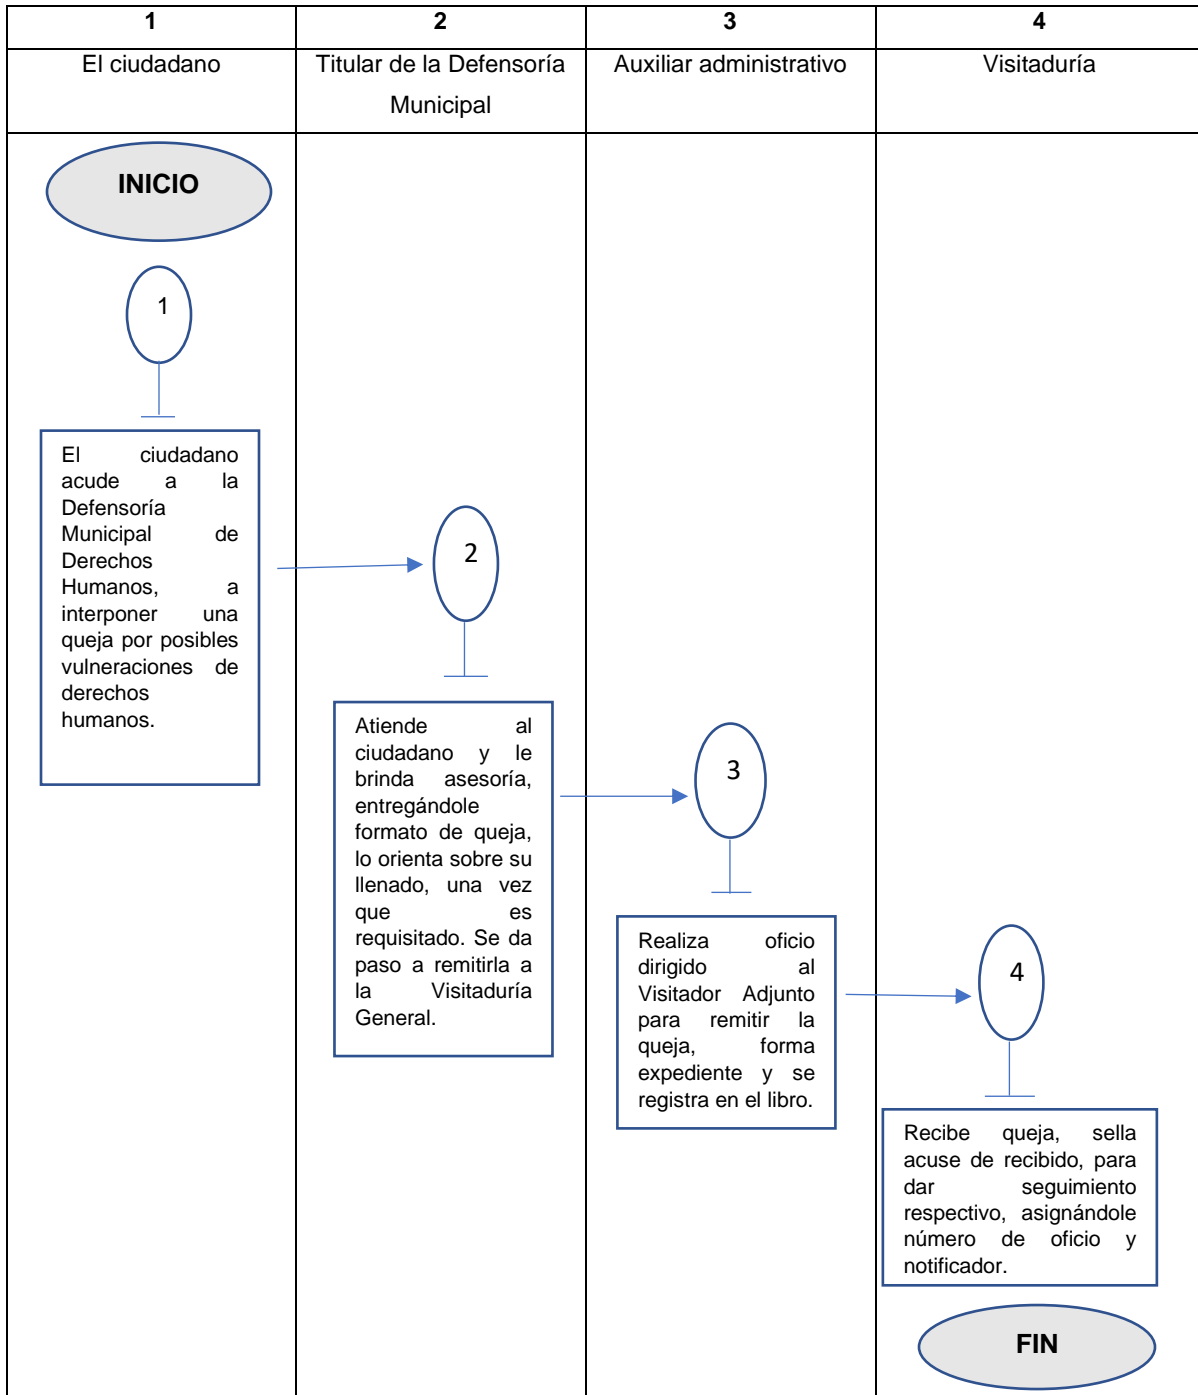 1
2
3
4
El ciudadano
Titular de la Defensoría
Municipal
Auxiliar administrativo
Visitaduría
INICIO
1
El ciudadano
acude a la
Defensoría
Municipal de
Derechos
Humanos, a
interponer una
queja por posibles
vulneraciones de
derechos
humanos.
2
Atiende al
ciudadano y le
brinda asesoría,
entregándole
formato de queja,
lo orienta sobre su
llenado, una vez
que es
requisitado. Se da
paso a remitirla a
la Visitaduría
General.
3
Realiza oficio
dirigido al
Visitador Adjunto
para remitir la
queja, forma
expediente y se
registra en el libro.
4
Recibe queja, sella
acuse de recibido, para
dar seguimiento
respectivo, asignándole
número de oficio y
notificador.
FIN